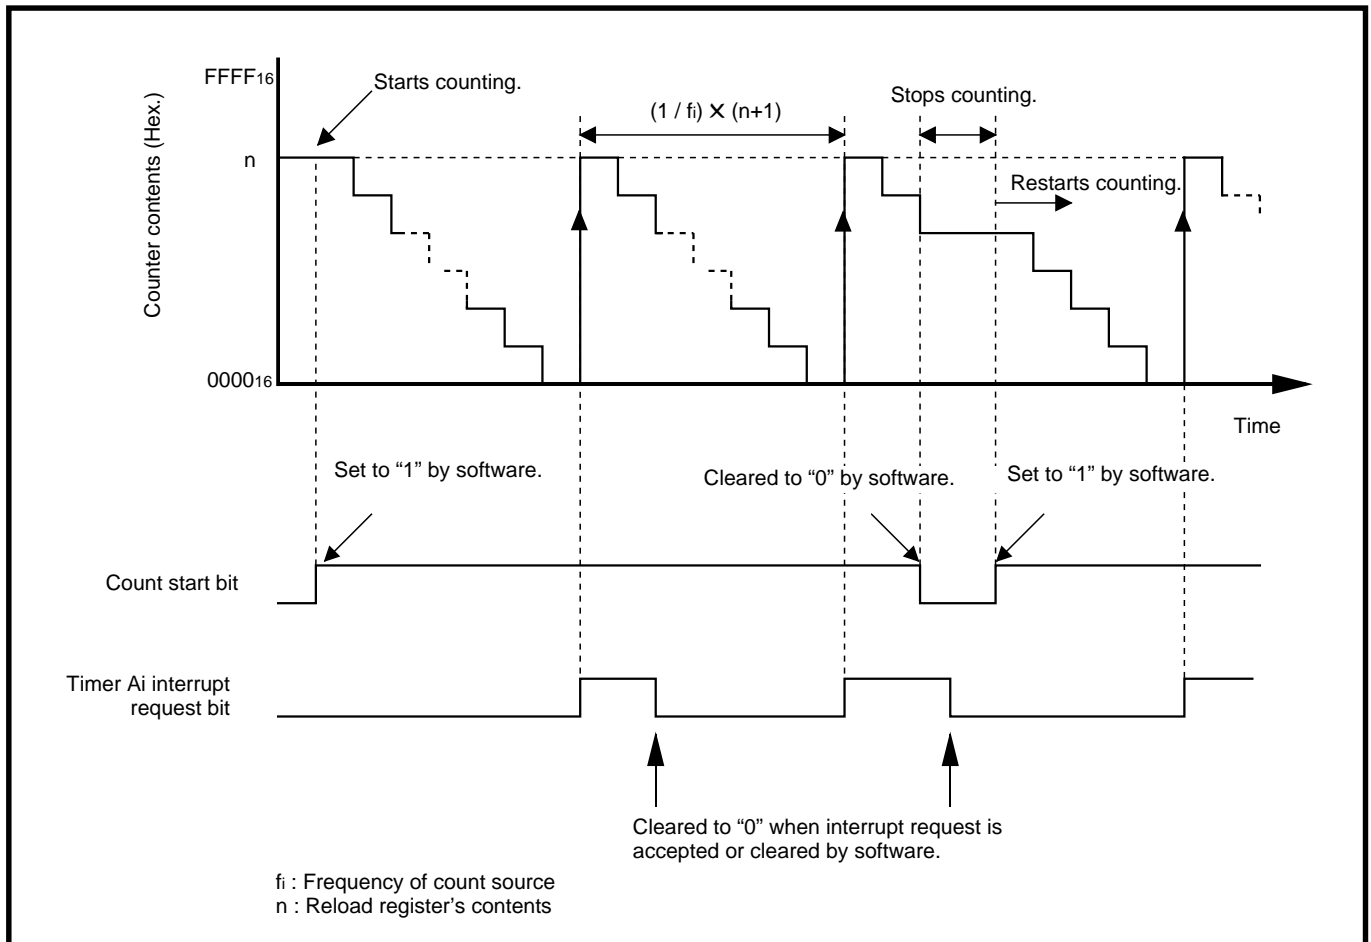 FFFF16
Starts counting.
(1 / fi) X (n+1)
Stops counting.
Counter contents (Hex.)
n
Restarts counting.
000016
Time
Set to “1” by software.
Cleared to “0” by software.
Set to “1” by software.
Count start bit
Timer Ai interrupt
request bit
Cleared to “0” when interrupt request is
accepted or cleared by software.
fi : Frequency of count source
n : Reload register’s contents